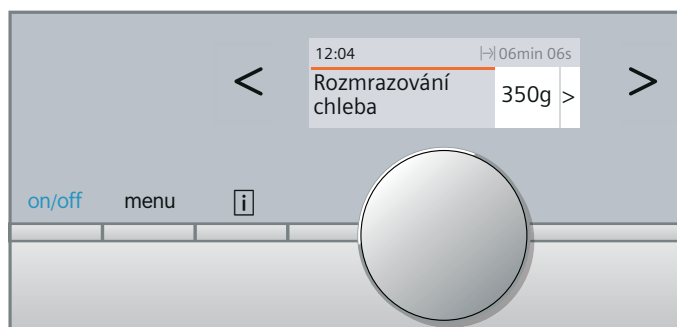 12:04 |→| 06min 06s
< Rozmrazování chleba 350g > >
on/off menu i